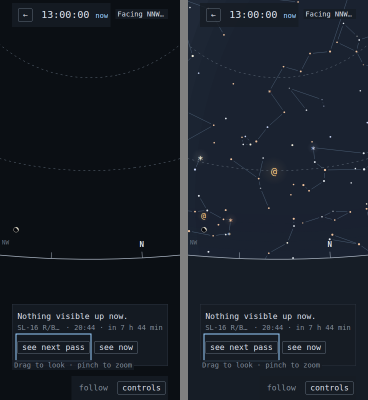 ← 13:00:00 now Facing NNW…
NW
N
Nothing visible up now.
SL-16 R/B… · 20:44 · in 7 h 44 min
see next pass see now
Drag to look · pinch to zoom
follow controls
← 13:00:00 now Facing NNW…
@
@
NW
N
Nothing visible up now.
SL-16 R/B… · 20:44 · in 7 h 44 min
see next pass see now
Drag to look · pinch to zoom
follow controls